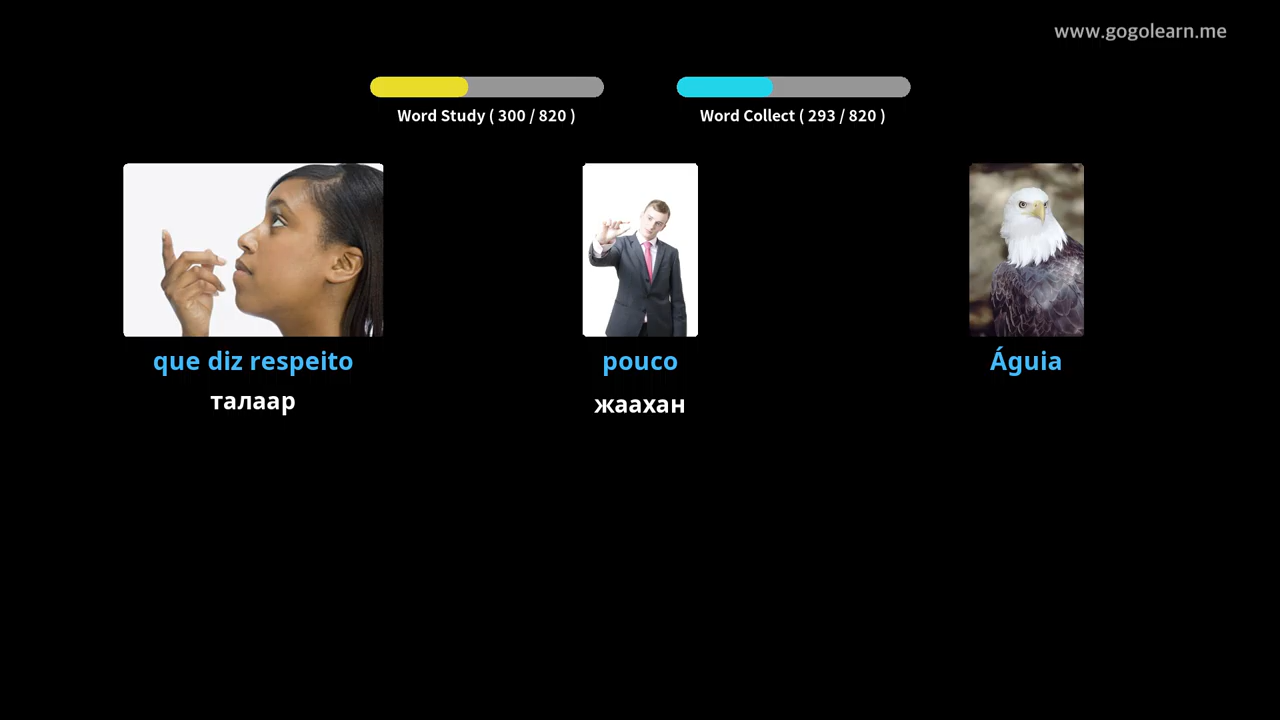 www.gogolearn.me
Word Study ( 300 / 820 )
Word Collect ( 293 / 820 )
que diz respeito
pouco
Águia
талаар
жаахан